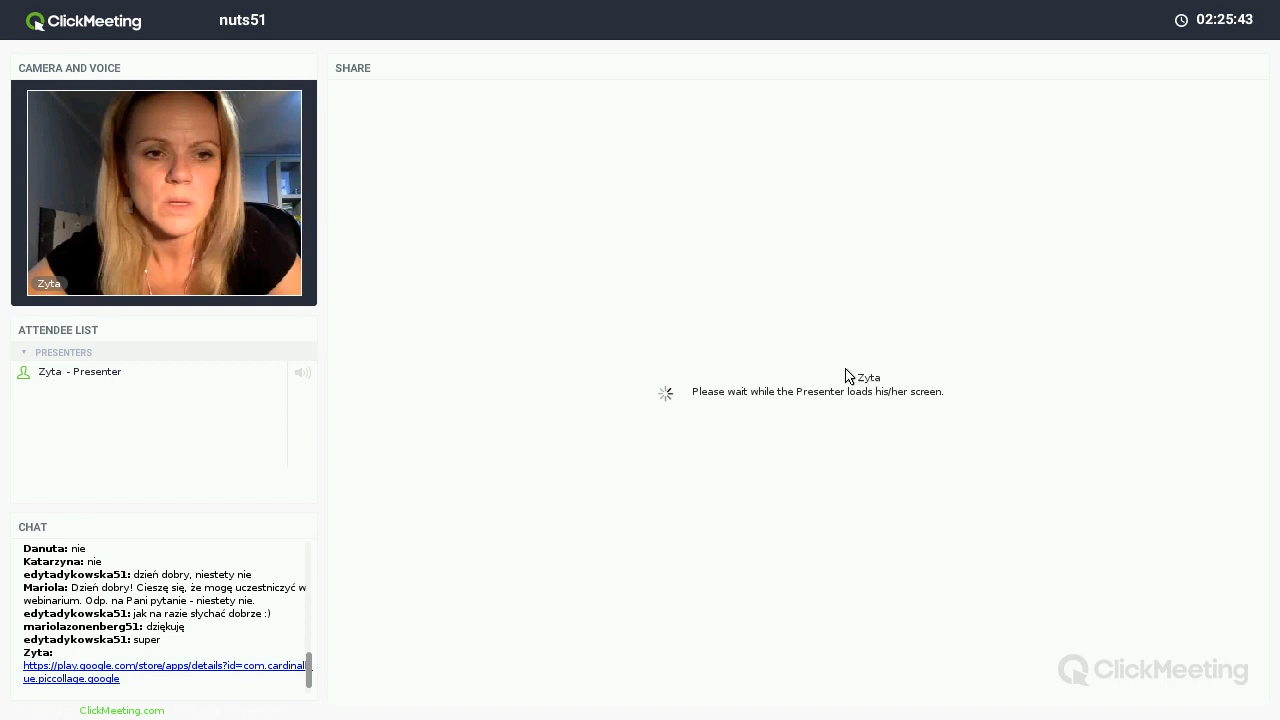 ClickMeeting
nuts51
02:25:43
CAMERA AND VOICE
Zyta
ATTENDEE LIST
PRESENTERS
Zyta - Presenter
CHAT
Danuta: nie
Katarzyna: nie
edytadykowska51: dzień dobry, niestety nie
Mariola: Dzień dobry! Cieszę się, że mogę uczestniczyć w
webinarium. Odp. na Pani pytanie - niestety nie.
edytadykowska51: jak na razie słychać dobrze :)
mariolazonenberg51: dziękuję
edytadykowska51: super
Zyta:
https://play.google.com/store/apps/details?id=com.cardinal
ue.piccollage.google
ClickMeeting.com
SHARE
Zyta
Please wait while the Presenter loads his/her screen.
ClickMeeting